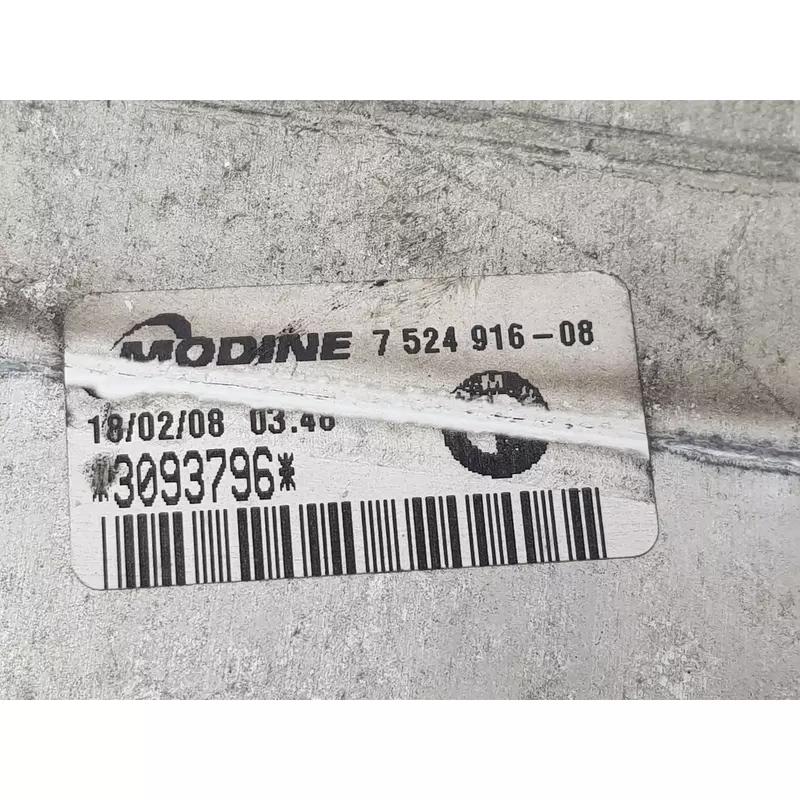 MODINE 7 524 916-08
M
18/02/08 03.46
*3093796*